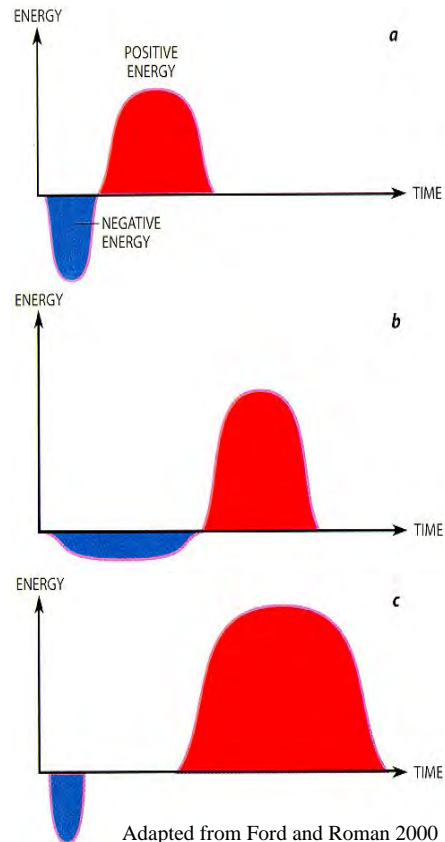 ENERGY
a
POSITIVE
ENERGY
TIME
NEGATIVE
ENERGY
ENERGY
b
TIME
ENERGY
c
TIME
Adapted from Ford and Roman 2000